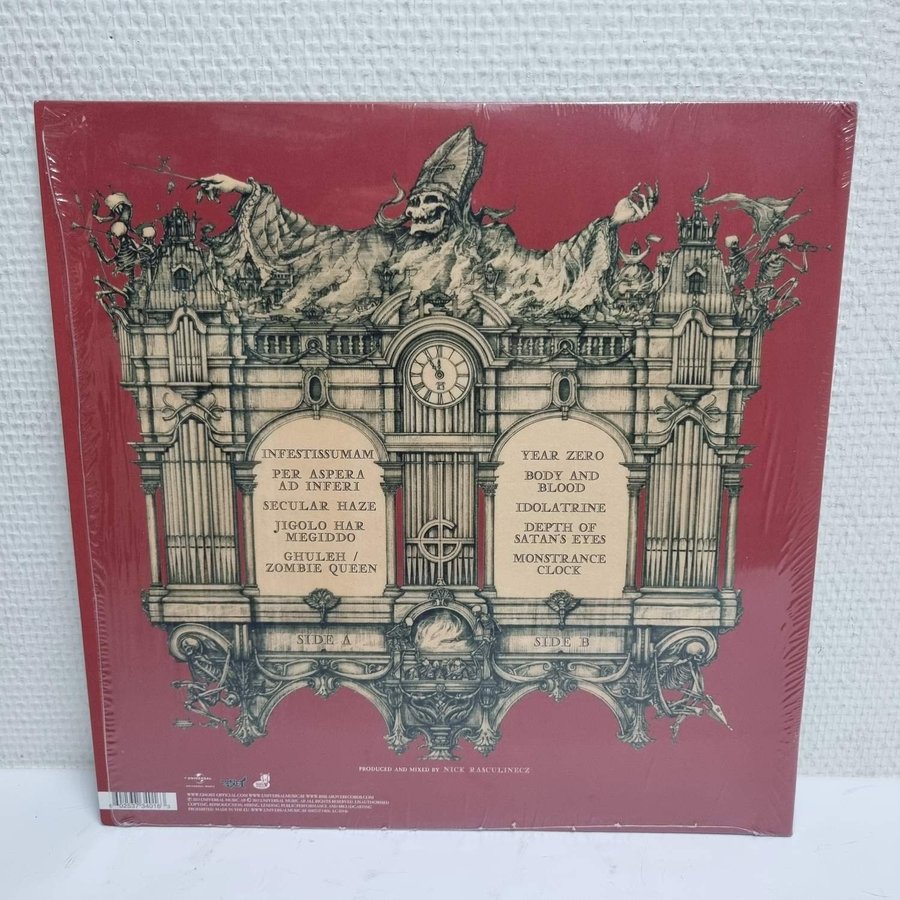 INFESTISSUMAM
PER ASPERA
AD INFERI
SECULAR HAZE
JIGOLO HAR
MEGIDDO
GHULEH /
ZOMBIE QUEEN
YEAR ZERO
BODY AND
BLOOD
IDOLATRINE
DEPTH OF
SATAN'S EYES
MONSTRANCE
CLOCK
SIDE A
SIDE B
PRODUCED AND MIXED BY NICK RASCULINECZ
UNIVERSAL